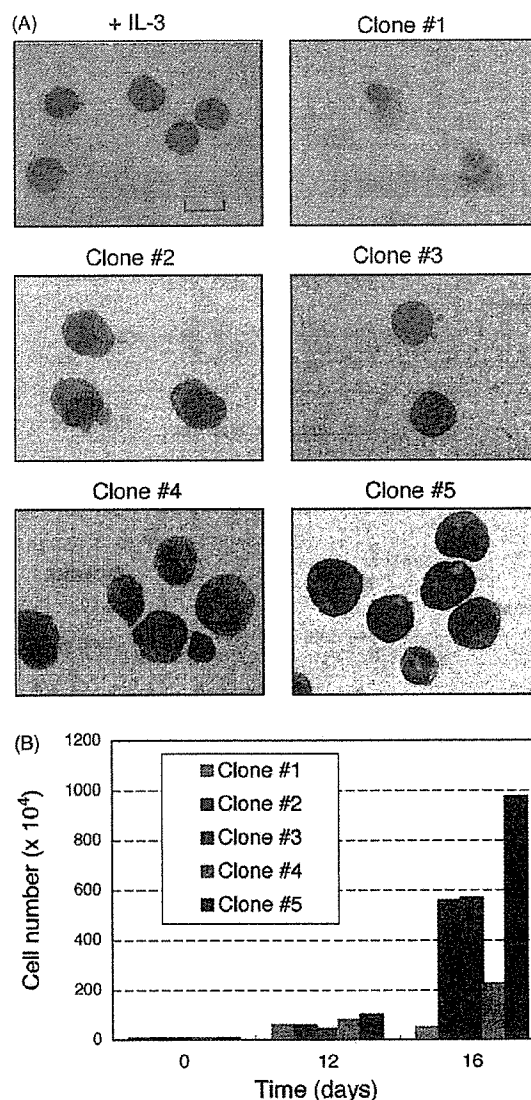 (A)
+ IL-3
Clone #1
Clone #2
Clone #3
Clone #4
Clone #5
(B)
1200
1000
800
600
400
200
0
Cell number (x 10⁴)
Clone #1
Clone #2
Clone #3
Clone #4
Clone #5
0 12 16
Time (days)